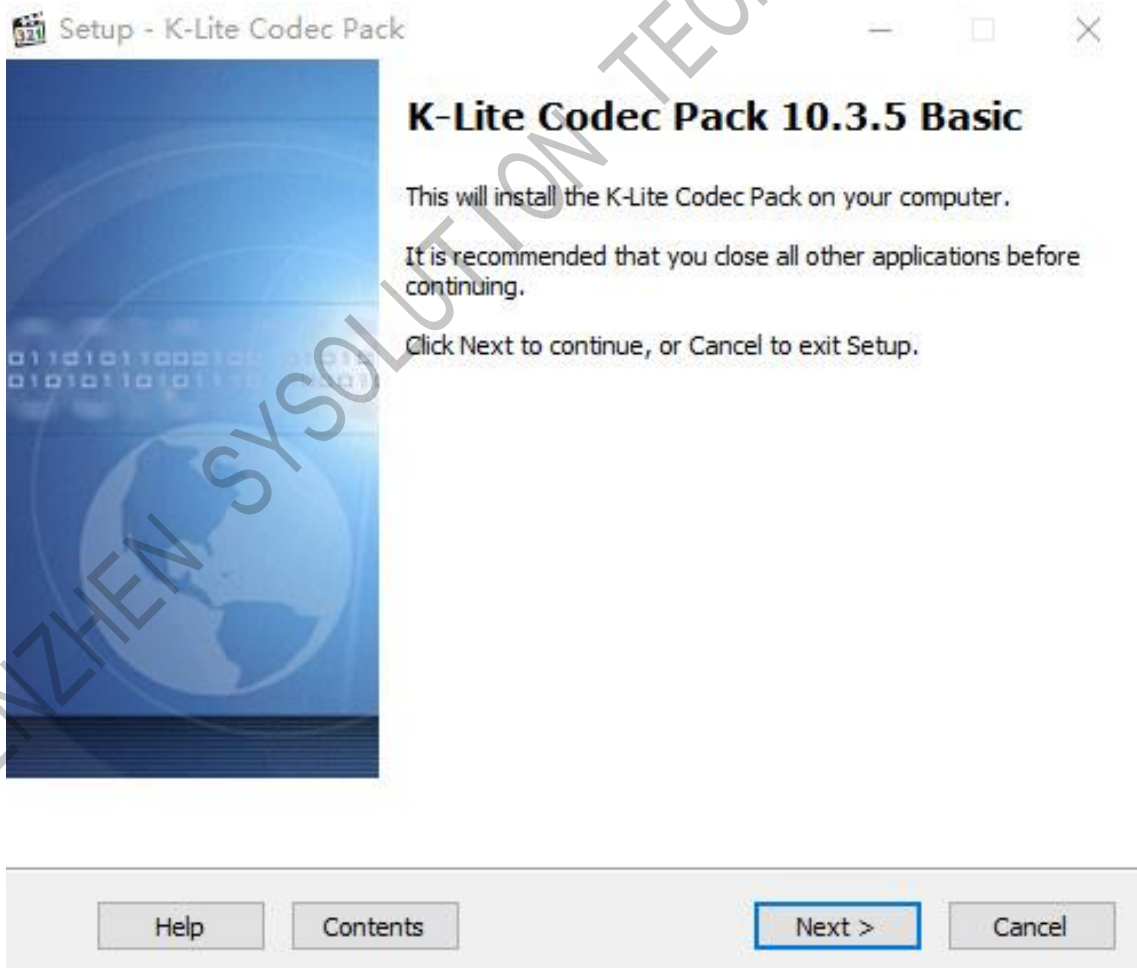 Setup - K-Lite Codec Pack
K-Lite Codec Pack 10.3.5 Basic
This will install the K-Lite Codec Pack on your computer.
It is recommended that you close all other applications before
continuing.
Click Next to continue, or Cancel to exit Setup.
SYSOLUTION
Help
Contents
Next >
Cancel